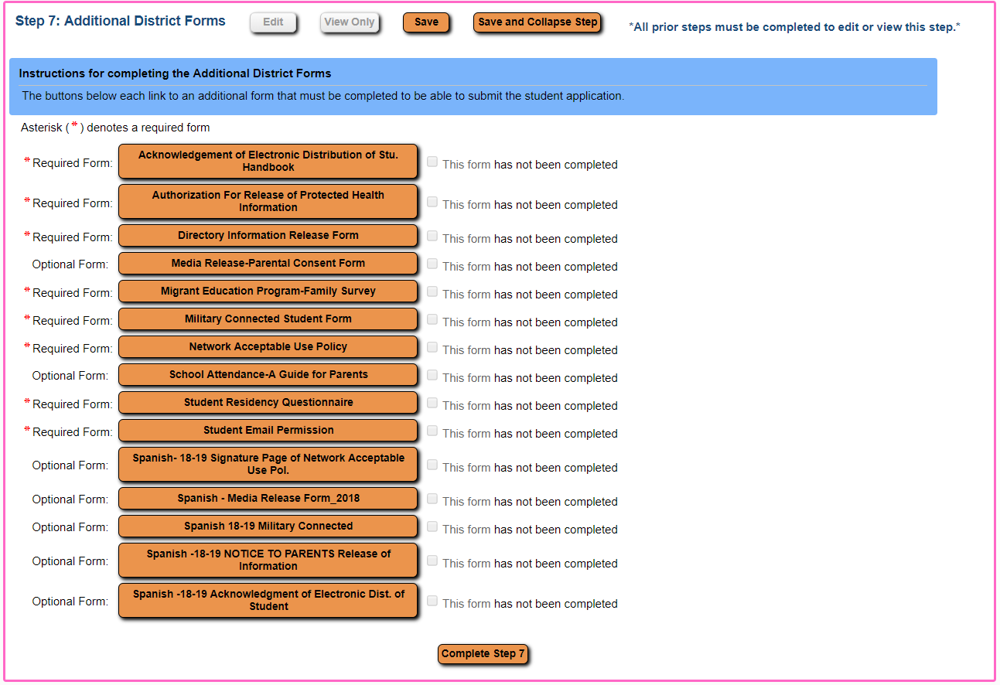 Step 7: Additional District Forms
Edit
View Only
Save
Save and Collapse Step
*All prior steps must be completed to edit or view this step.*
Instructions for completing the Additional District Forms
The buttons below each link to an additional form that must be completed to be able to submit the student application.
Asterisk ( * ) denotes a required form
* Required Form:
Acknowledgement of Electronic Distribution of Stu.
Handbook
This form has not been completed
* Required Form:
Authorization For Release of Protected Health
Information
This form has not been completed
* Required Form:
Directory Information Release Form
This form has not been completed
Optional Form:
Media Release-Parental Consent Form
This form has not been completed
* Required Form:
Migrant Education Program-Family Survey
This form has not been completed
* Required Form:
Military Connected Student Form
This form has not been completed
* Required Form:
Network Acceptable Use Policy
This form has not been completed
Optional Form:
School Attendance-A Guide for Parents
This form has not been completed
* Required Form:
Student Residency Questionnaire
This form has not been completed
* Required Form:
Student Email Permission
This form has not been completed
Optional Form:
Spanish- 18-19 Signature Page of Network Acceptable
Use Pol.
This form has not been completed
Optional Form:
Spanish - Media Release Form_2018
This form has not been completed
Optional Form:
Spanish 18-19 Military Connected
This form has not been completed
Optional Form:
Spanish -18-19 NOTICE TO PARENTS Release of
Information
This form has not been completed
Optional Form:
Spanish -18-19 Acknowledgment of Electronic Dist. of
Student
This form has not been completed
Complete Step 7